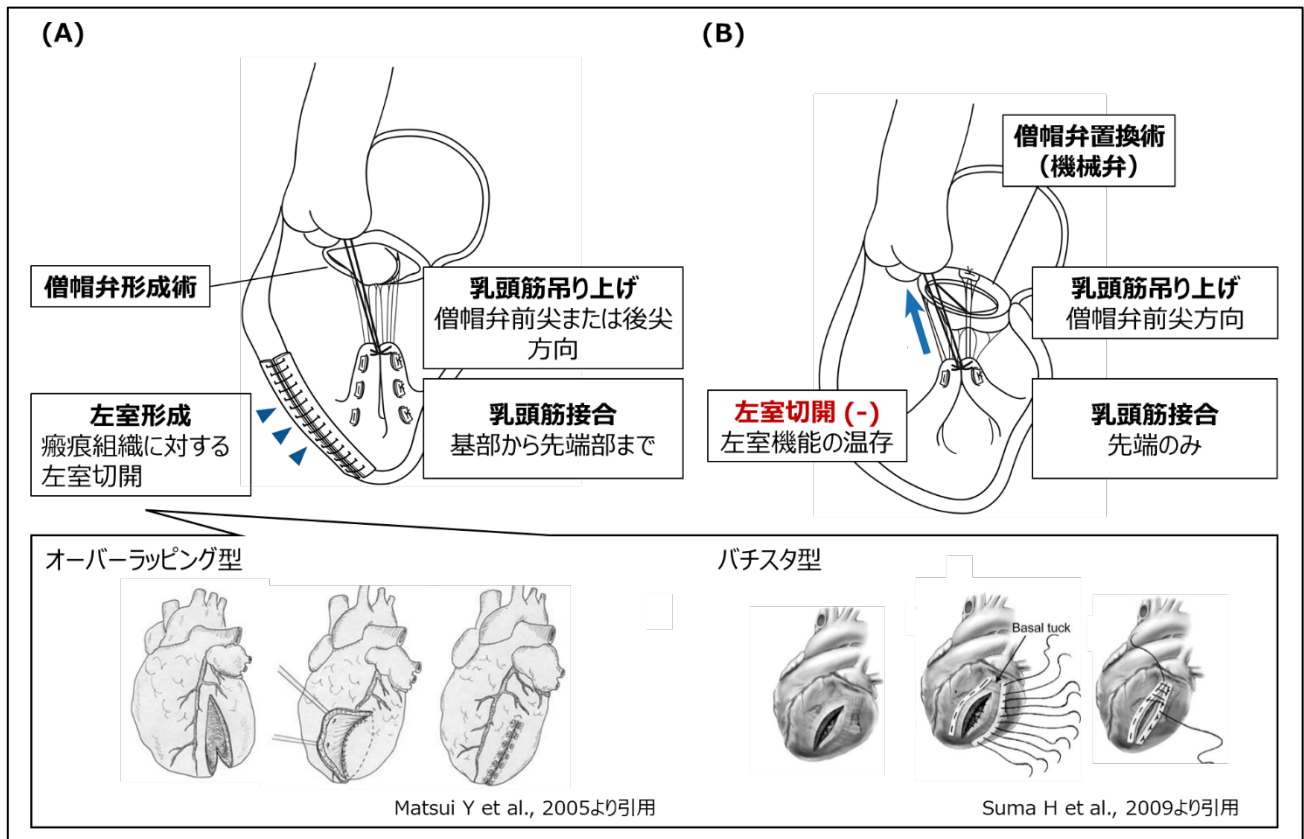 (A)
僧帽弁形成術
乳頭筋吊り上げ
僧帽弁前尖または後尖
方向
左室形成
瘢痕組織に対する
左室切開
乳頭筋接合
基部から先端部まで
(B)
僧帽弁置換術
（機械弁）
乳頭筋吊り上げ
僧帽弁前尖方向
左室切開 (-)
左室機能の温存
乳頭筋接合
先端のみ
オーバーラッピング型
Matsui Y et al., 2005より引用
バチスタ型
Basal tuck
Suma H et al., 2009より引用